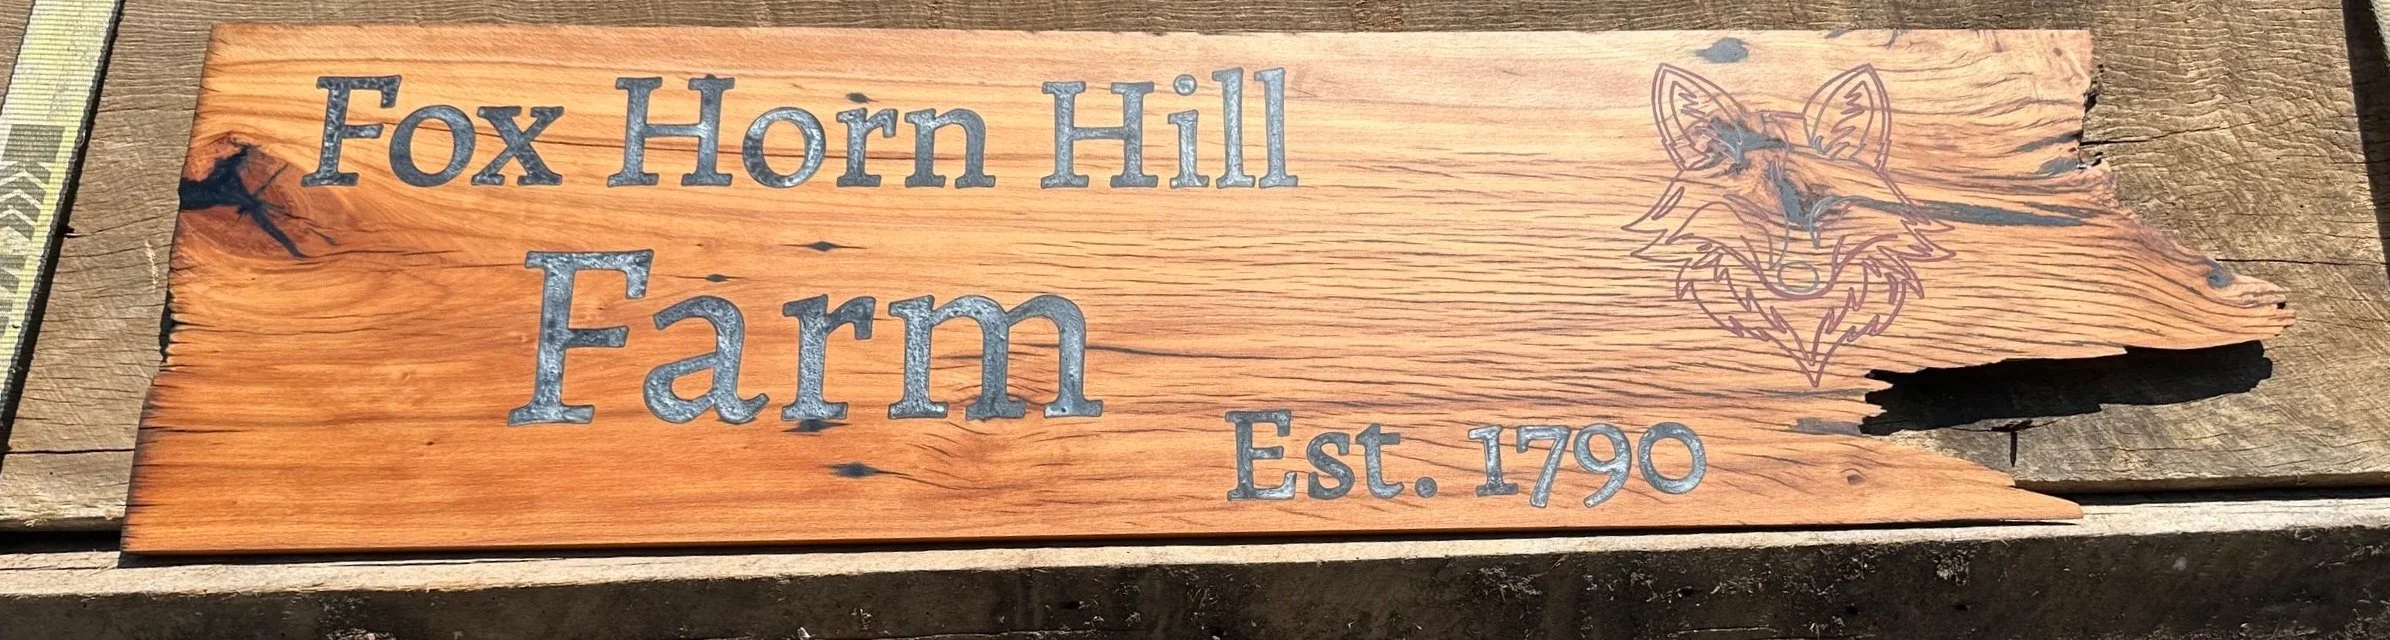 Fox Horn Hill
Farm
Est. 1790